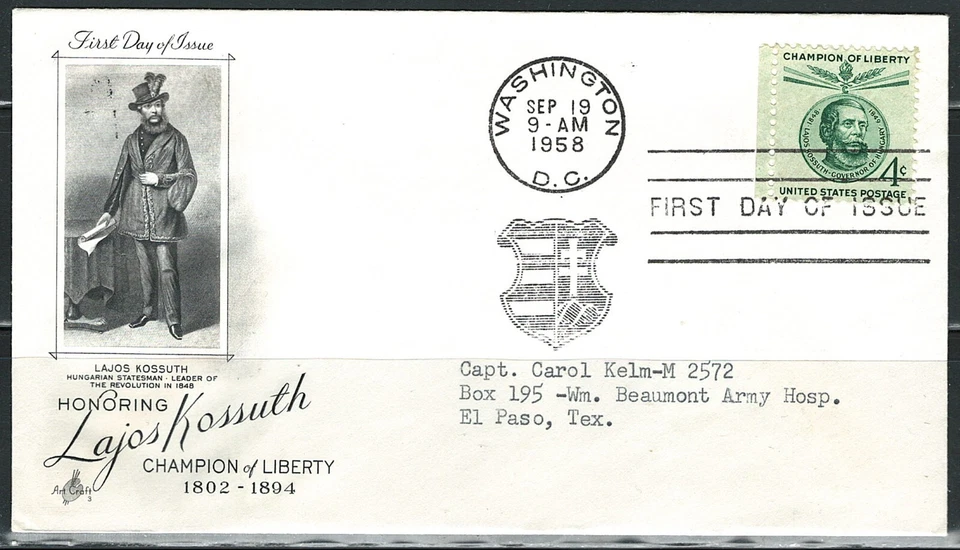 First Day of Issue
LAJOS KOSSUTH
HUNGARIAN STATESMAN - LEADER OF
THE REVOLUTION IN 1848
HONORING
Lajos Kossuth
CHAMPION of LIBERTY
1802 - 1894
Art Craft
3
WASHINGTON
SEP 19
9-AM
1958
D.C.
CHAMPION OF LIBERTY
1848 LAJOS KOSSUTH-GOVERNOR OF HUNGARY 1849
4c
UNITED STATES POSTAGE
FIRST DAY OF ISSUE
Capt. Carol Kelm-M 2572
Box 195 -Wm. Beaumont Army Hosp.
El Paso, Tex.